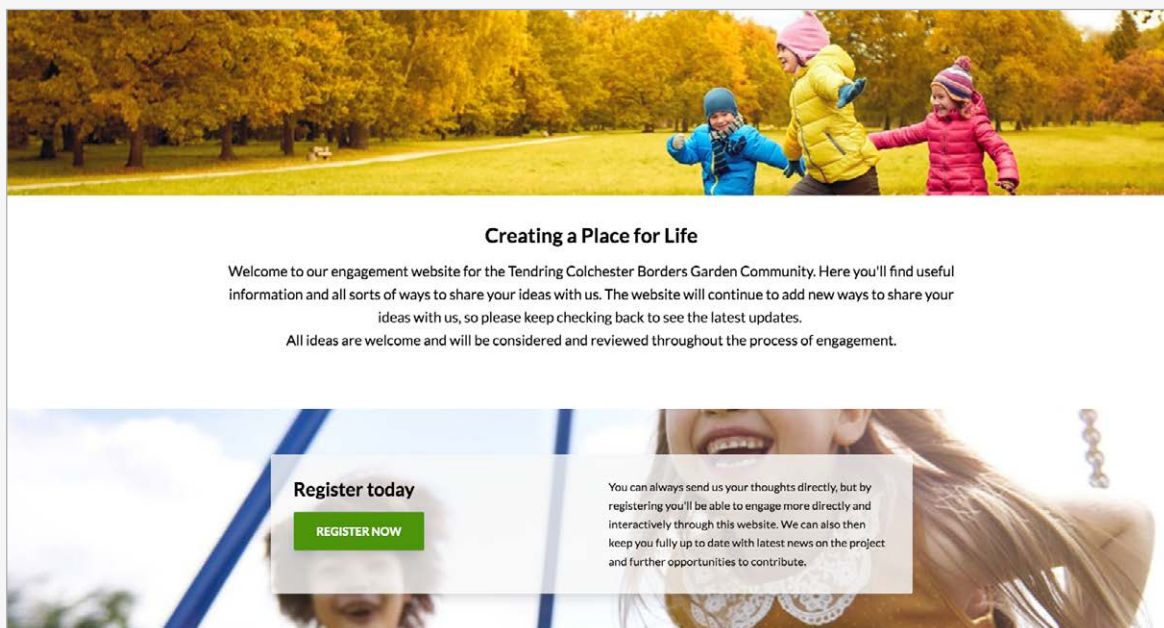 Creating a Place for Life
Welcome to our engagement website for the Tendring Colchester Borders Garden Community. Here you'll find useful
information and all sorts of ways to share your ideas with us. The website will continue to add new ways to share your
ideas with us, so please keep checking back to see the latest updates.
All ideas are welcome and will be considered and reviewed throughout the process of engagement.
Register today
REGISTER NOW
You can always send us your thoughts directly, but by
registering you'll be able to engage more directly and
interactively through this website. We can also then
keep you fully up to date with latest news on the project
and further opportunities to contribute.